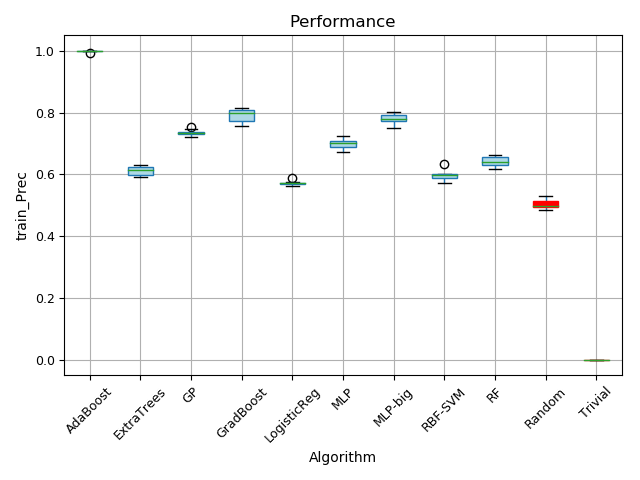 Performance
train_Prec
1.0
0.8
0.6
0.4
0.2
0.0
AdaBoost
ExtraTrees
GP
GradBoost
LogisticReg
MLP
MLP-big
RBF-SVM
RF
Random
Trivial
Algorithm